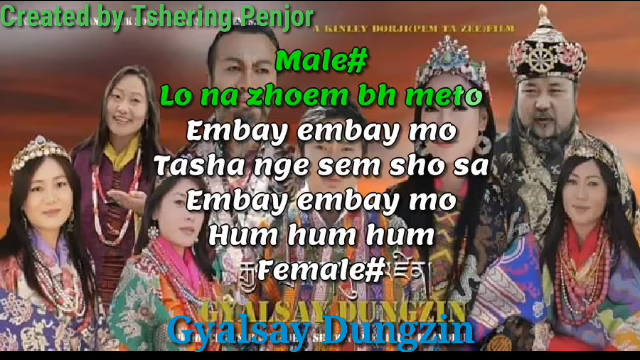 Created by Tshering Penjor
A KINLEY DORJI(PEM TA ZEE)FILM
Male#
Lo na zhoem bh meto
Embay embay mo
Tasha nge sem sho sa
Embay embay mo
Hum hum hum
Female#
GYALSAY DUNGZIN
Gyalsay Dungzin